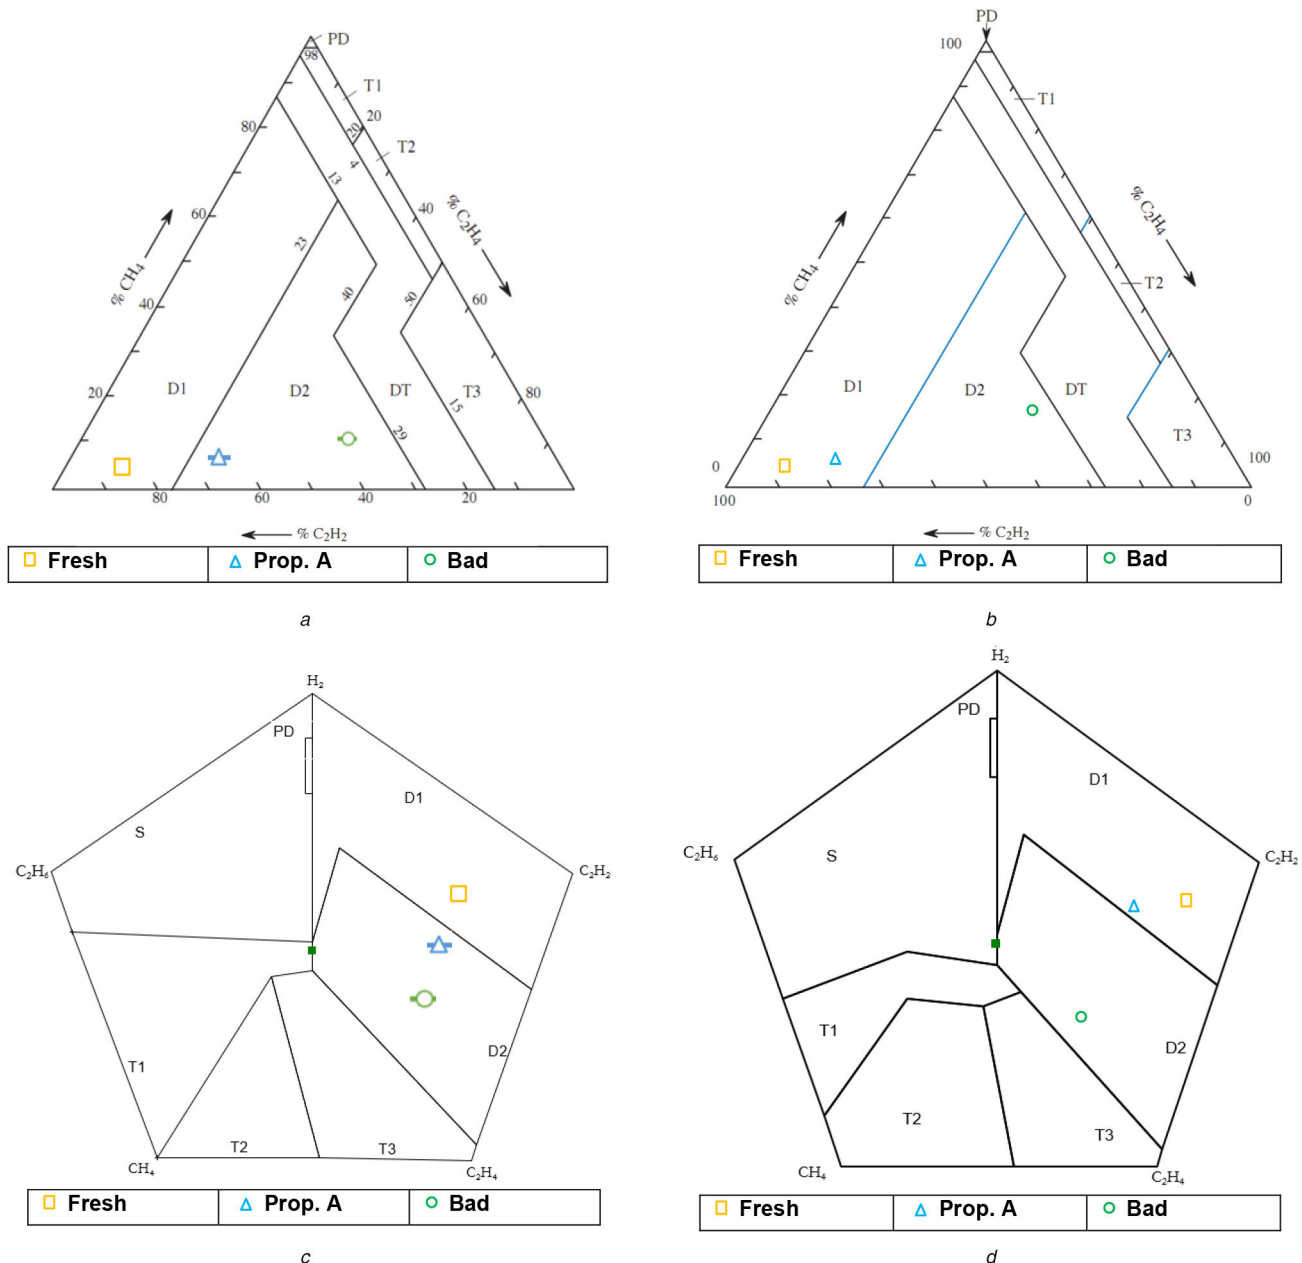 PD
98
T1
20
80
20
T2
4
13
60
40
% C₂H₄
23
% CH₄
40
40
50
60
20
D1
D2
DT
T3
80
15
29
80
60
40
20
% C₂H₂
Fresh
Prop. A
Bad
a
PD
100
T1
% C₂H₄
% CH₄
T2
D1
D2
DT
T3
0
100
100
0
% C₂H₂
Fresh
Prop. A
Bad
b
H₂
PD
D1
S
C₂H₆
C₂H₂
D2
T1
T2
T3
CH₄
C₂H₄
Fresh
Prop. A
Bad
c
H₂
PD
D1
C₂H₆
S
C₂H₂
T1
D2
T2
T3
CH₄
C₂H₄
Fresh
Prop. A
Bad
d